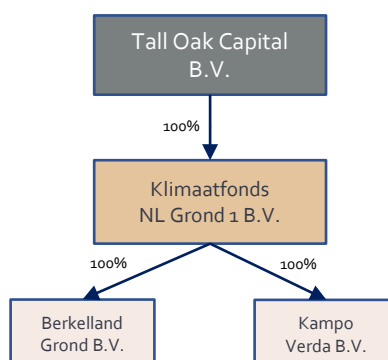 Tall Oak Capital
B.V.
100%
Klimaatfonds
NL Grond 1 B.V.
100%
100%
Berkelland
Grond B.V.
Kampo
Verda B.V.